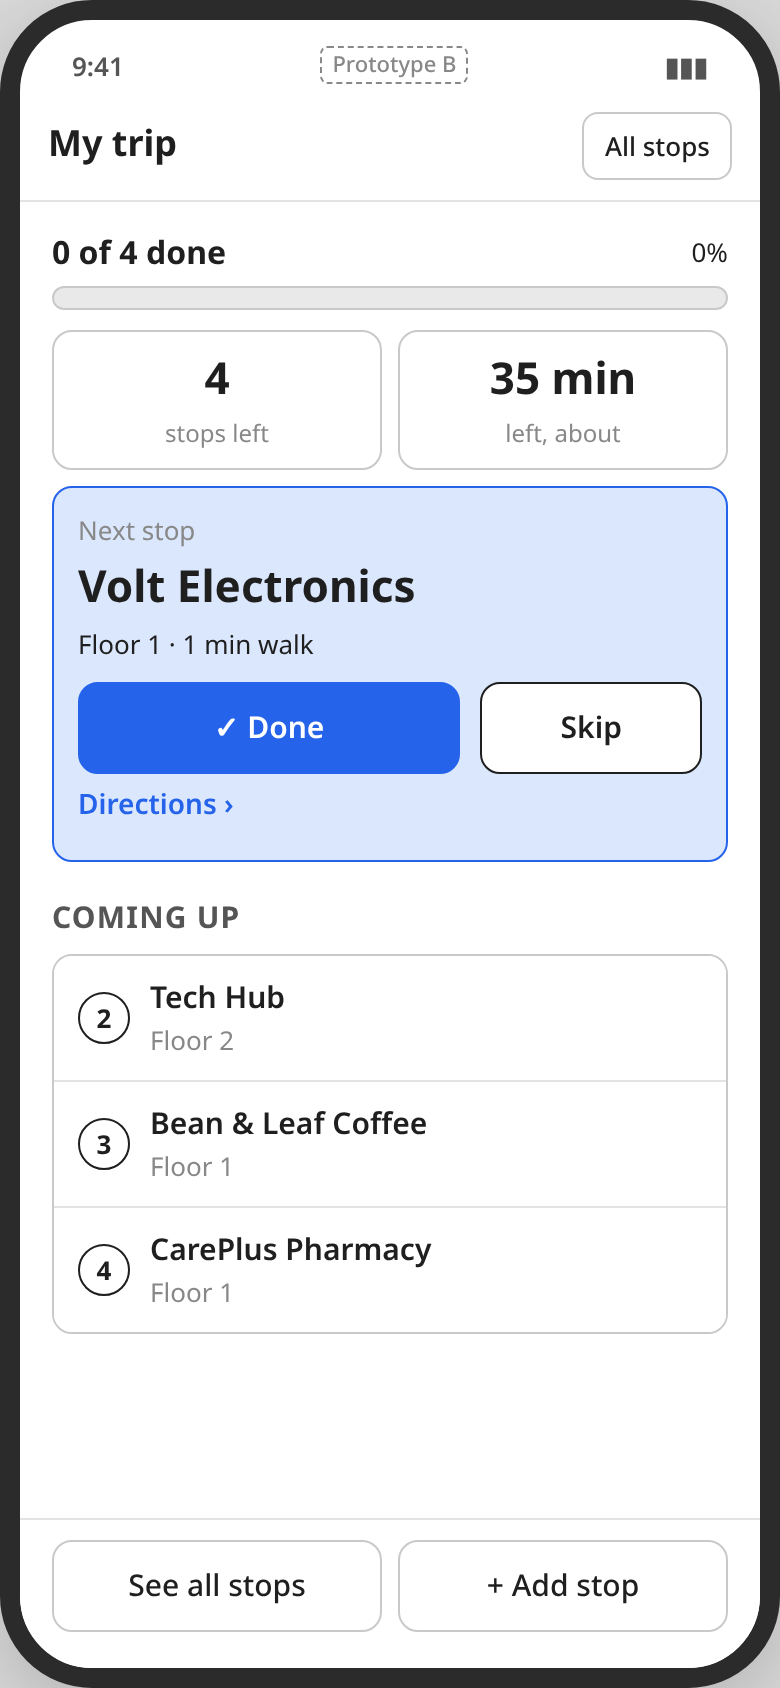 9:41
Prototype B
My trip
All stops
0 of 4 done
0%
4
stops left
35 min
left, about
Next stop
Volt Electronics
Floor 1 · 1 min walk
✓ Done
Skip
Directions ›
COMING UP
2
Tech Hub
Floor 2
3
Bean & Leaf Coffee
Floor 1
4
CarePlus Pharmacy
Floor 1
See all stops
+ Add stop